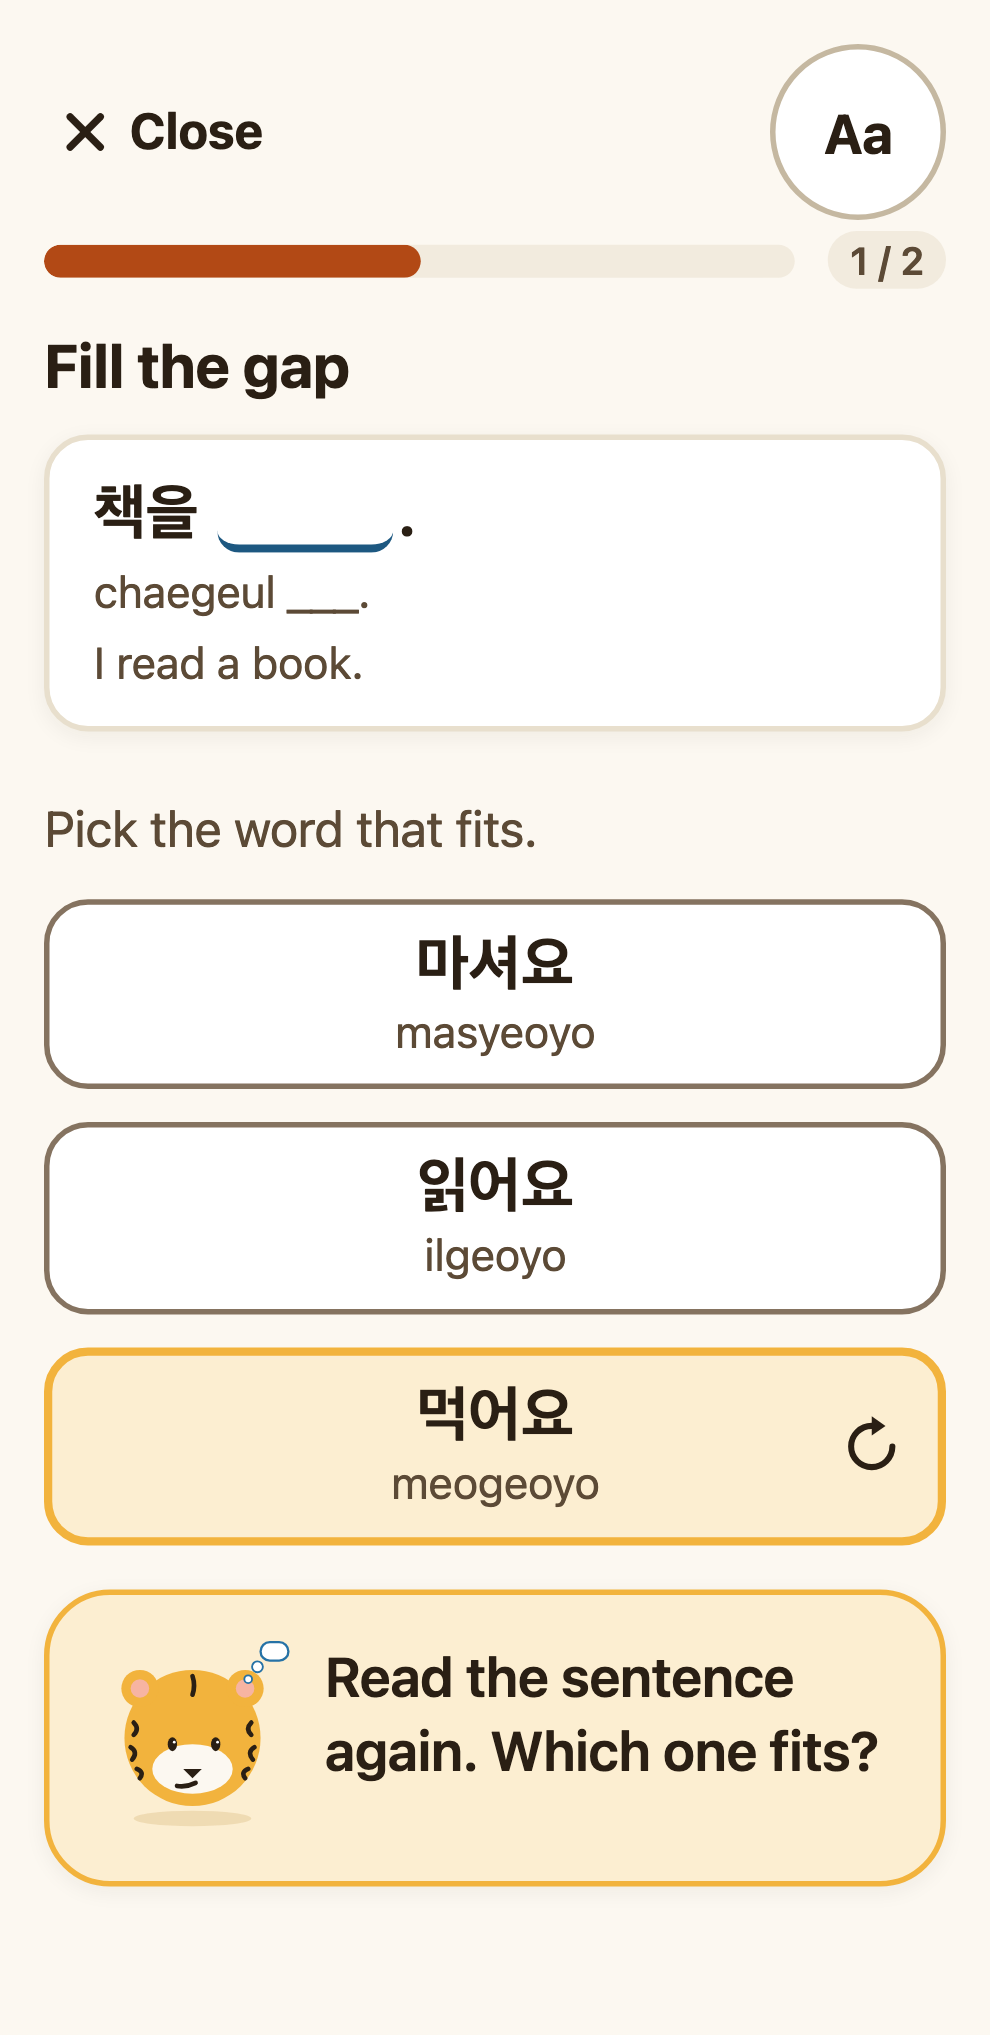 Close
Aa
1 / 2
Fill the gap
책을 _____.
chaegeul ___.
I read a book.
Pick the word that fits.
마셔요
masyeoyo
읽어요
ilgeoyo
먹어요
meogeoyo
Read the sentence
again. Which one fits?